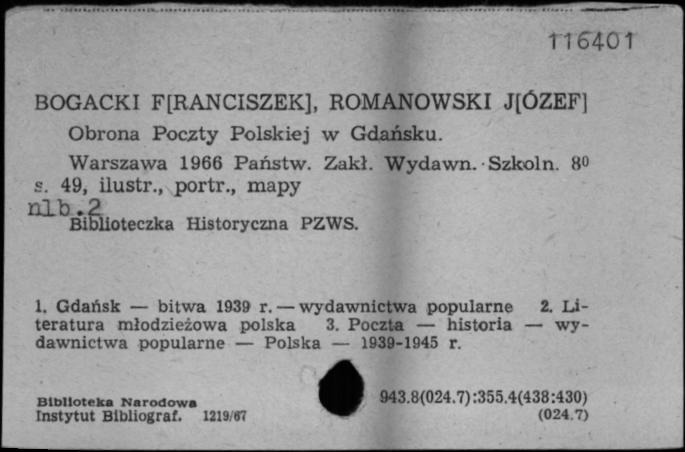 116401
BOGACKI F[RANCISZEK], ROMANOWSKI J[ÓZEF]
Obrona Poczty Polskiej w Gdańsku.
Warszawa 1966 Państw. Zakł. Wydawn. Szkoln. 8⁰
s. 49, ilustr., portr., mapy
nlb.2
Biblioteczka Historyczna PZWS.
1. Gdańsk — bitwa 1939 r. — wydawnictwa popularne 2. Li-
teratura młodzieżowa polska 3. Poczta — historia — wy-
dawnictwa popularne — Polska — 1939-1945 r.
Biblioteka Narodowa 943.8(024.7):355.4(438:430)
Instytut Bibliograf. 1219/67 (024.7)